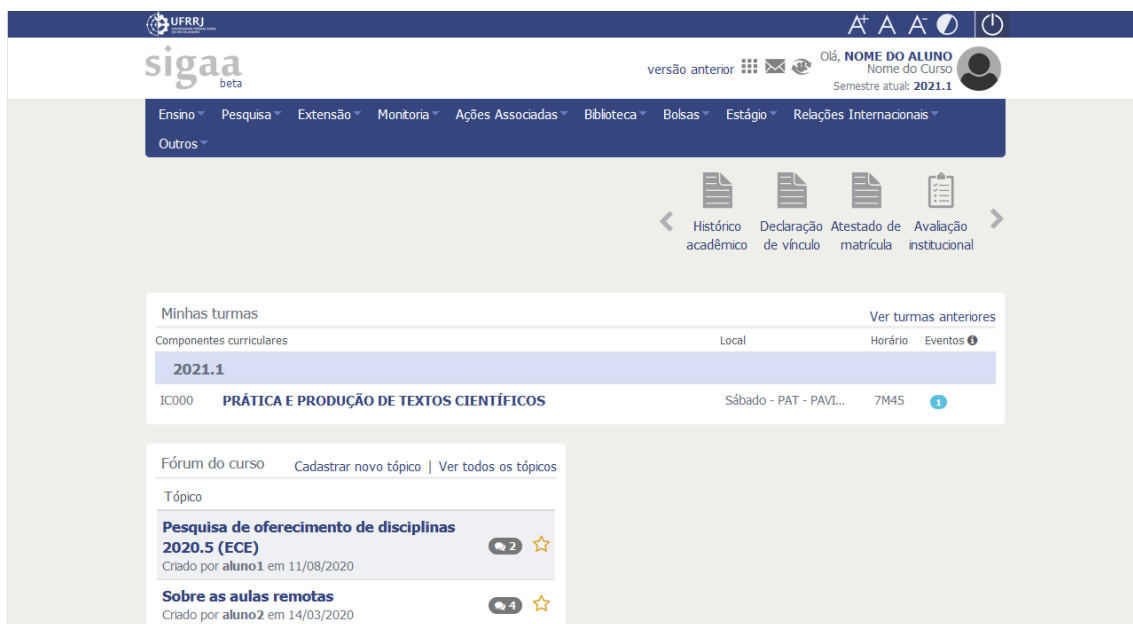 UFRRJ
A+ A A-
sigaa
beta
versão anterior
Olá, NOME DO ALUNO
Nome do Curso
Semestre atual: 2021.1
Ensino Pesquisa Extensão Monitoria Ações Associadas Biblioteca Bolsas Estágio Relações Internacionais
Outros
Histórico acadêmico
Declaração de vínculo
Atestado de matrícula
Avaliação institucional
Minhas turmas
Ver turmas anteriores
Componentes curriculares Local Horário Eventos
2021.1
IC000 PRÁTICA E PRODUÇÃO DE TEXTOS CIENTÍFICOS Sábado - PAT - PAVI... 7M45 1
Fórum do curso Cadastrar novo tópico | Ver todos os tópicos
Tópico
Pesquisa de oferecimento de disciplinas
2020.5 (ECE)
2
Criado por aluno1 em 11/08/2020
Sobre as aulas remotas
4
Criado por aluno2 em 14/03/2020